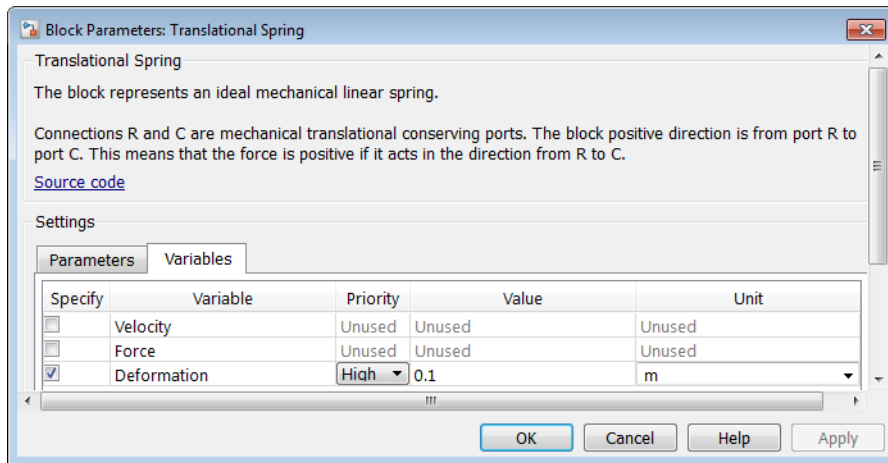 Block Parameters: Translational Spring
Translational Spring
The block represents an ideal mechanical linear spring.
Connections R and C are mechanical translational conserving ports. The block positive direction is from port R to
port C. This means that the force is positive if it acts in the direction from R to C.
Source code
Settings
Parameters Variables
Specify Variable Priority Value Unit
Velocity Unused Unused Unused
Force Unused Unused Unused
Deformation High 0.1 m
OK Cancel Help Apply